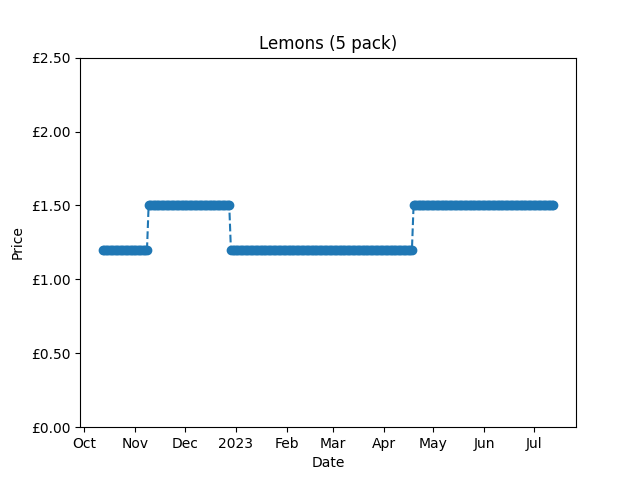 Lemons (5 pack)
£2.50
£2.00
£1.50
£1.00
£0.50
£0.00
Price
Oct Nov Dec 2023 Feb Mar Apr May Jun Jul
Date